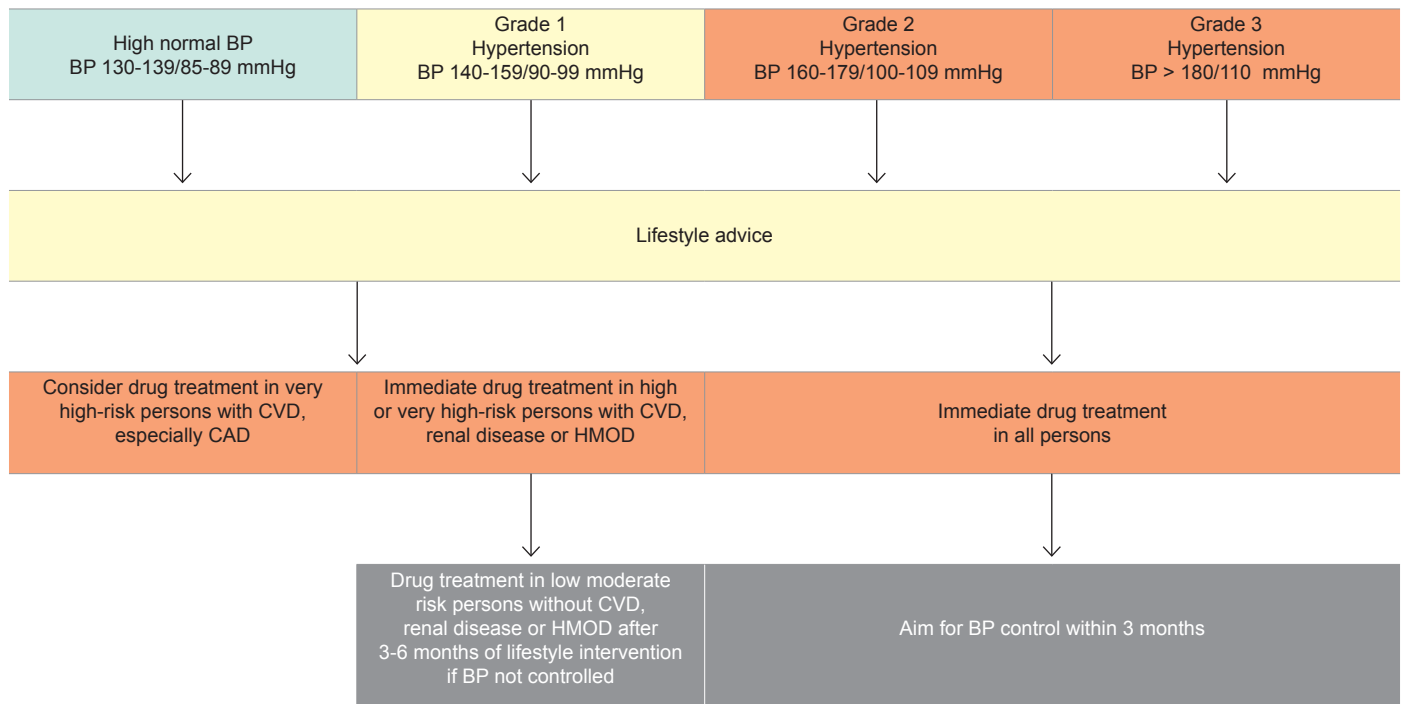 High normal BP
BP 130-139/85-89 mmHg
Grade 1
Hypertension
BP 140-159/90-99 mmHg
Grade 2
Hypertension
BP 160-179/100-109 mmHg
Grade 3
Hypertension
BP > 180/110 mmHg
Lifestyle advice
Consider drug treatment in very
high-risk persons with CVD,
especially CAD
Immediate drug treatment in high
or very high-risk persons with CVD,
renal disease or HMOD
Immediate drug treatment
in all persons
Drug treatment in low moderate
risk persons without CVD,
renal disease or HMOD after
3-6 months of lifestyle intervention
if BP not controlled
Aim for BP control within 3 months